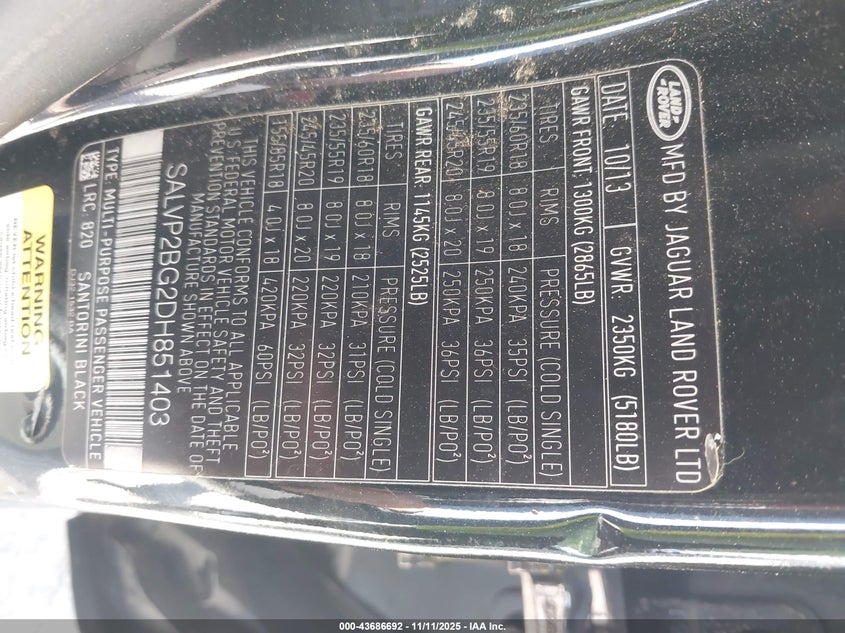 LAND ROVER
MFD BY JAGUAR LAND ROVER LTD
DATE 10/13 GVWR 2350KG (5180LB)
GAWR FRONT: 1300KG (2865LB)
TIRES RIMS PRESSURE (COLD SINGLE)
235/60R18 8.0J x 18 240KPA 35PSI (LB/PO²)
235/55R19 8.0J x 19 250KPA 36PSI (LB/PO²)
245/45R20 8.0J x 20 250KPA 36PSI (LB/PO²)
GAWR REAR: 1145KG (2525LB)
TIRES RIMS PRESSURE (COLD SINGLE)
235/60R18 8.0J x 18 210KPA 31PSI (LB/PO²)
235/55R19 8.0J x 19 220KPA 32PSI (LB/PO²)
245/45R20 8.0J x 20 220KPA 32PSI (LB/PO²)
155/85R18 4.0J x 18 420KPA 60PSI (LB/PO²)
THIS VEHICLE CONFORMS TO ALL APPLICABLE
U.S FEDERAL MOTOR VEHICLE SAFETY AND THEFT
PREVENTION STANDARDS IN EFFECT ON THE DATE OF
MANUFACTURE SHOWN ABOVE
SALVP2BG2DH851403
TYPE: MULTI-PURPOSE PASSENGER VEHICLE
LRC 820 SANTORINI BLACK
WARNING
ATTENTION
000-43686692 - 11/11/2025 - IAA Inc.